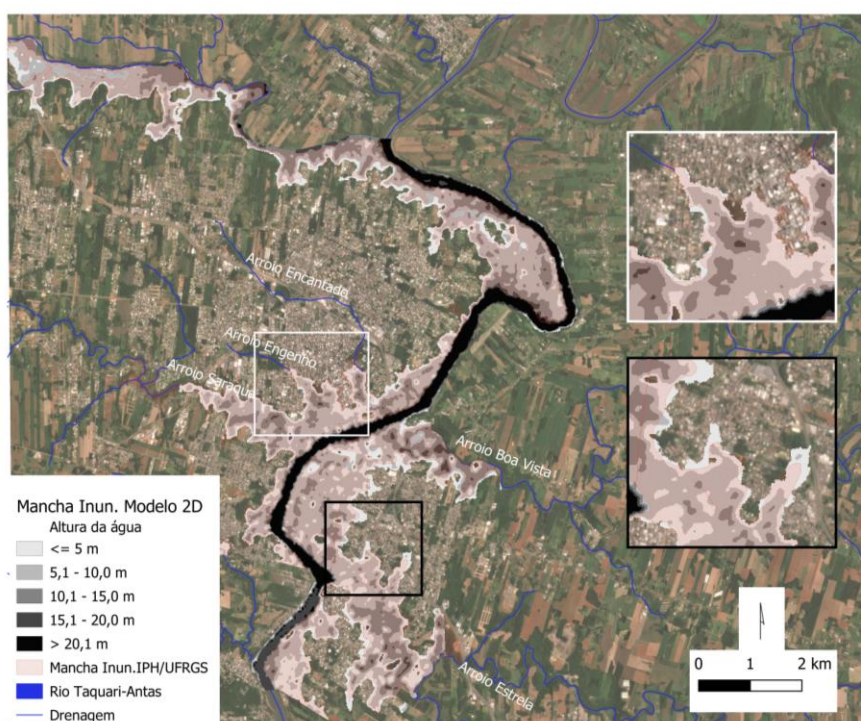 Arroio Encantado
Arroio Engenho
Arroio Saraquá
Arroio Boa Vista
Arroio Estrela
Mancha Inun. Modelo 2D
Altura da água
<= 5 m
5,1 - 10,0 m
10,1 - 15,0 m
15,1 - 20,0 m
> 20,1 m
Mancha Inun.IPH/UFRGS
Rio Taquari-Antas
Drenagem
0 1 2 km